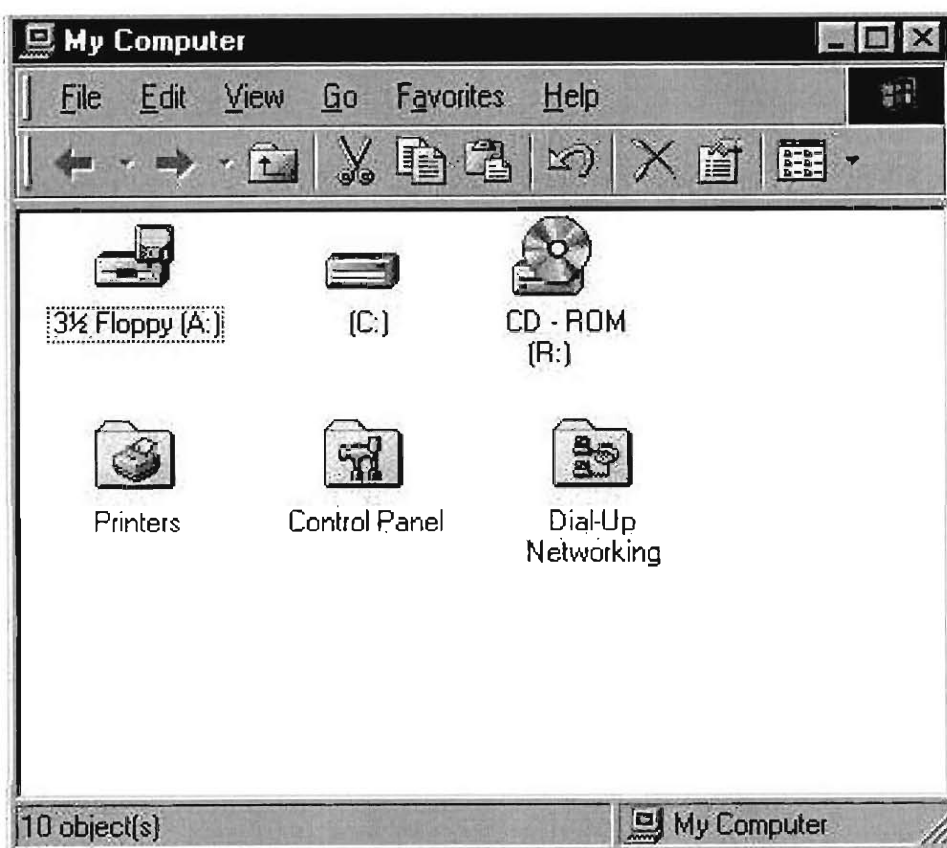 My Computer
File Edit View Go Favorites Help
3½ Floppy (A:) (C:) CD - ROM
(R:)
Printers Control Panel Dial-Up
Networking
10 object(s) My Computer